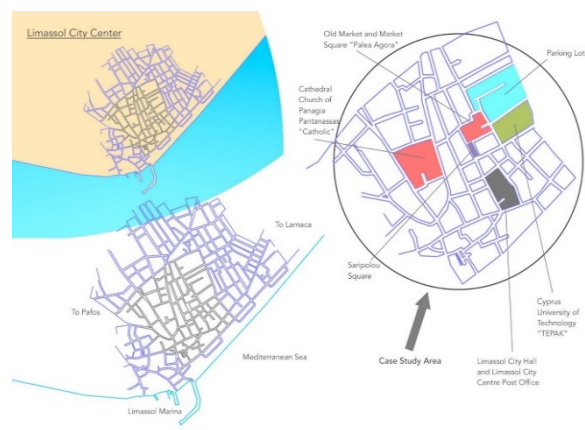 Limassol City Center
Old Market and Market
Square "Palea Agora"
Parking Lot
Cathedral
Church of
Panagia
Pantanassas
"Catholic"
To Larnaca
Saripolou
Square
To Pafos
Cyprus
University of
Technology
"TEPAK"
Mediterranean Sea
Case Study Area
Limassol City Hall
and Limassol City
Centre Post Office
Limassol Marina